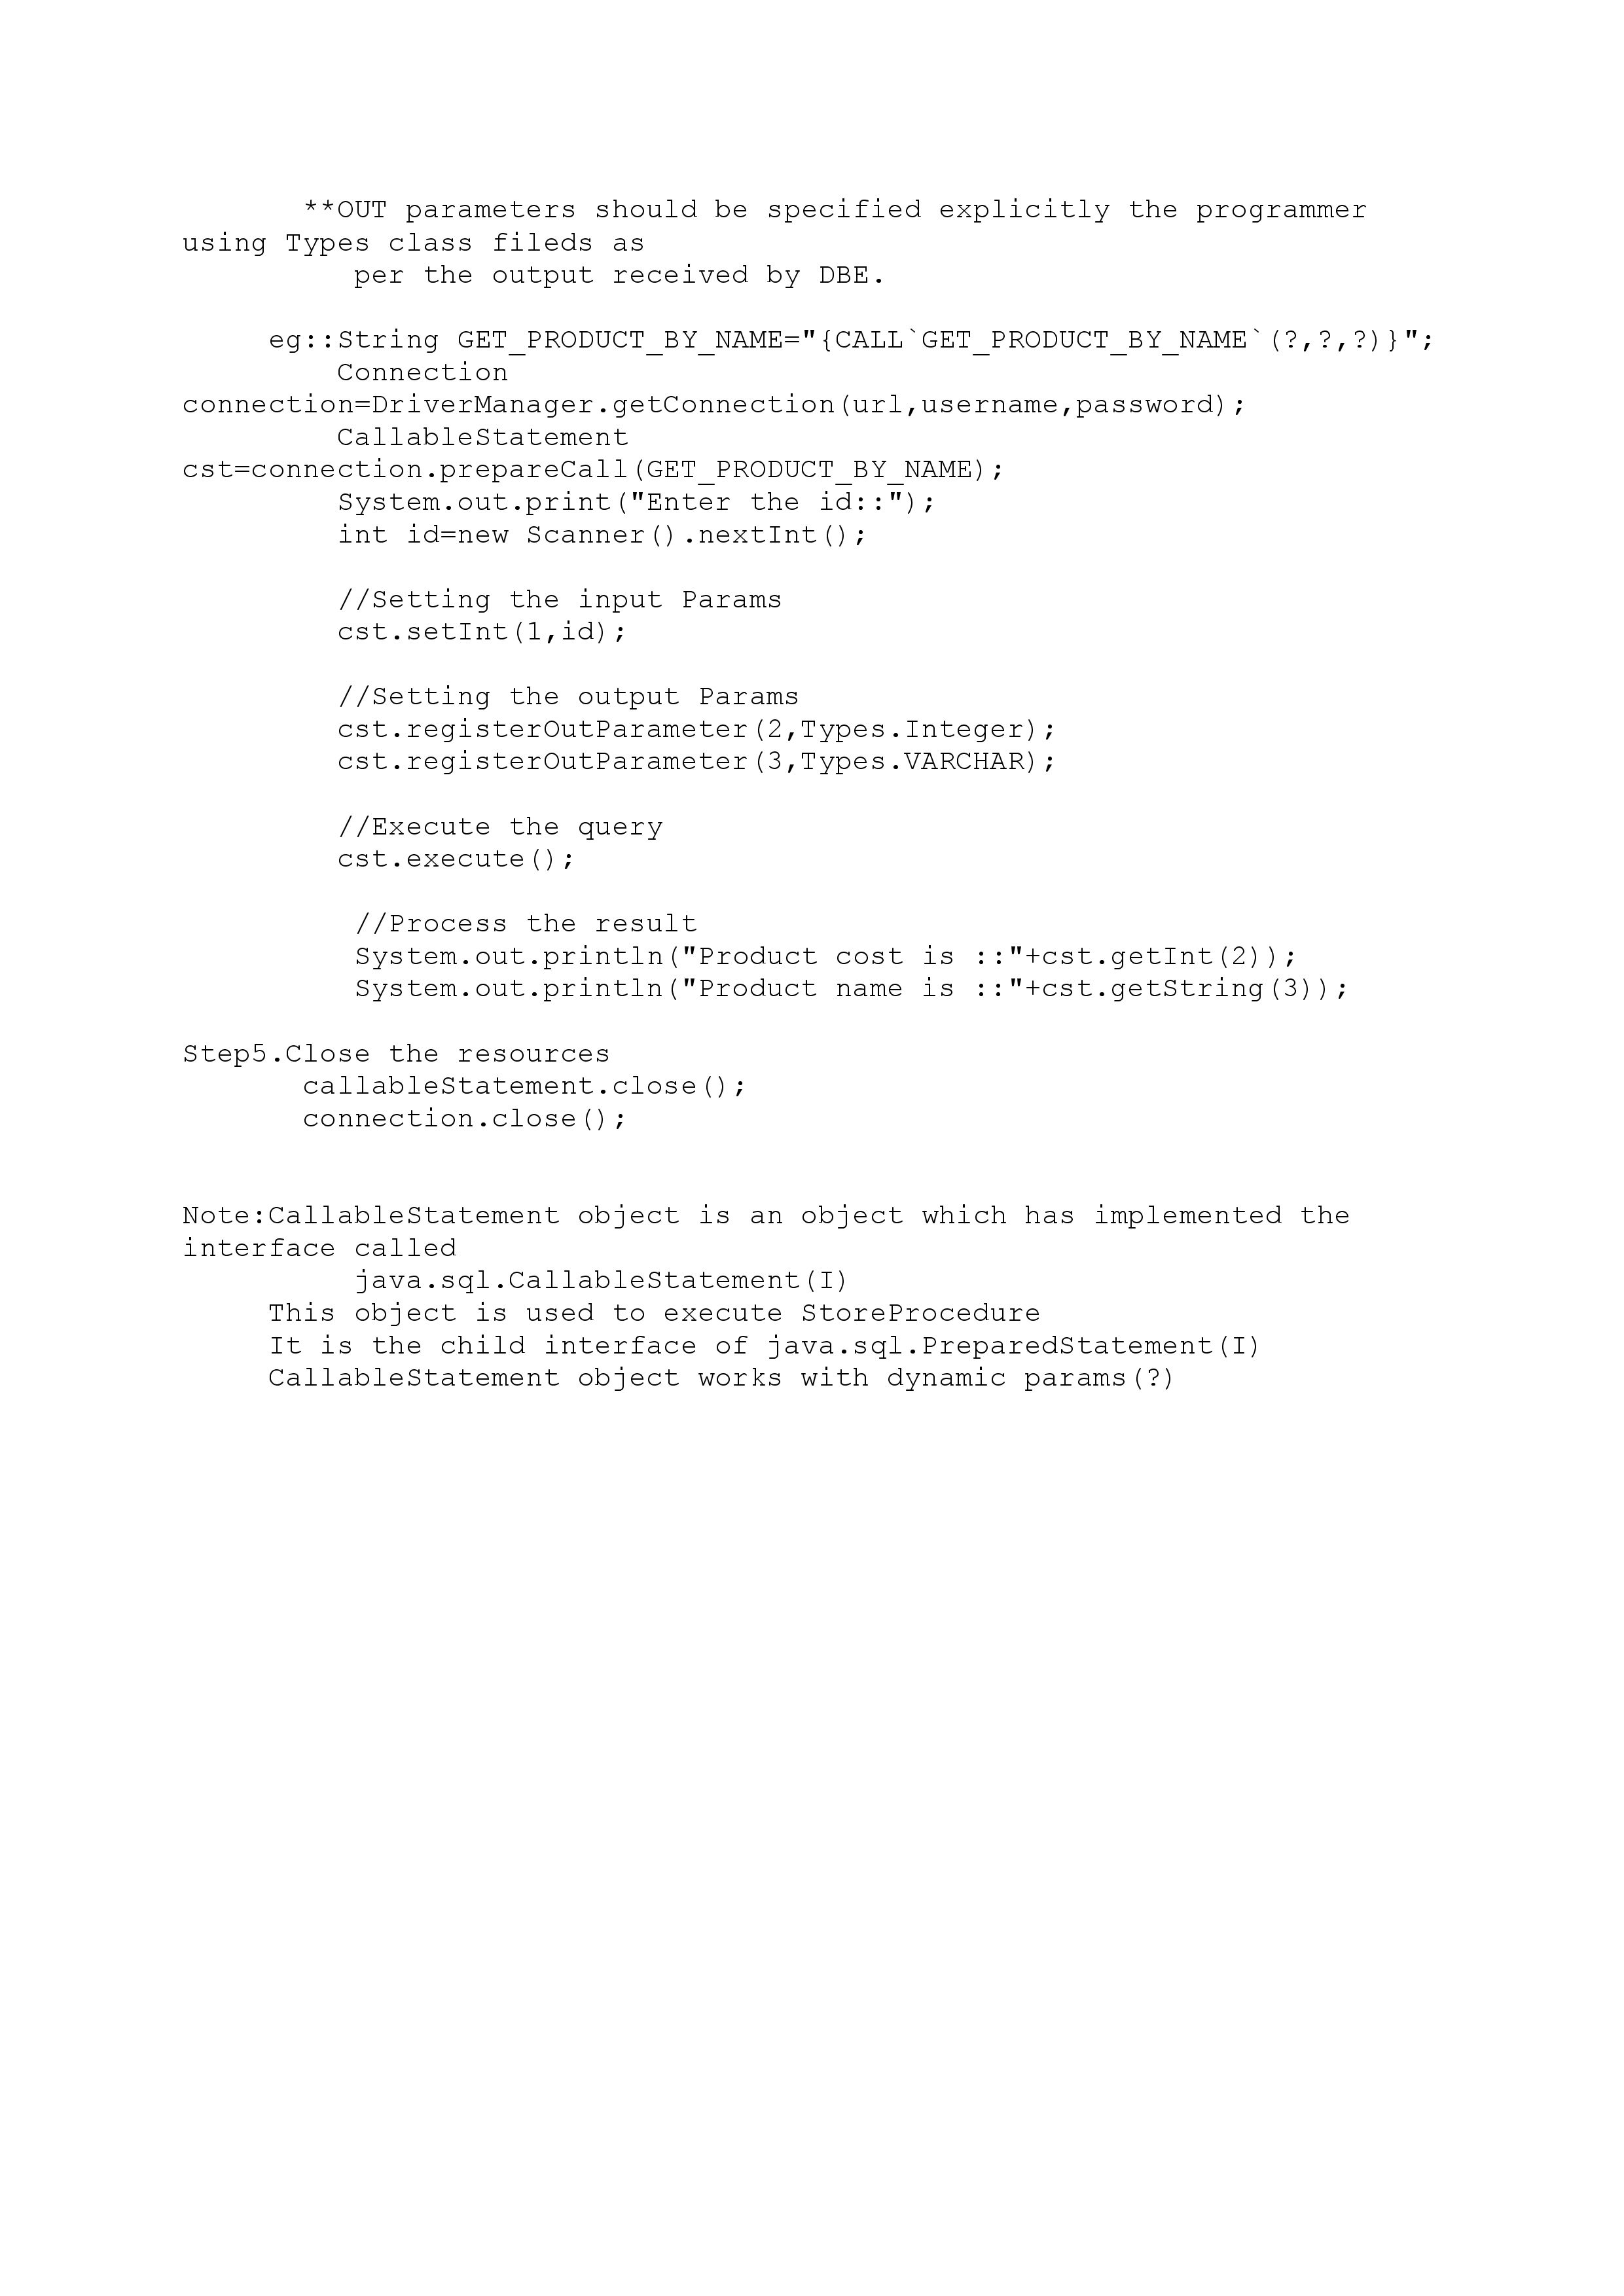 **OUT parameters should be specified explicitly the programmer
using Types class fileds as
per the output received by DBE.
eg::String GET_PRODUCT_BY_NAME="{CALL`GET_PRODUCT_BY_NAME`(?,?,?)}";
Connection
connection=DriverManager.getConnection(url,username,password);
CallableStatement
cst=connection.prepareCall(GET_PRODUCT_BY_NAME);
System.out.print("Enter the id::");
int id=new Scanner().nextInt();
//Setting the input Params
cst.setInt(1,id);
//Setting the output Params
cst.registerOutParameter(2,Types.Integer);
cst.registerOutParameter(3,Types.VARCHAR);
//Execute the query
cst.execute();
//Process the result
System.out.println("Product cost is ::"+cst.getInt(2));
System.out.println("Product name is ::"+cst.getString(3));
Step5.Close the resources
callableStatement.close();
connection.close();
Note:CallableStatement object is an object which has implemented the
interface called
java.sql.CallableStatement(I)
This object is used to execute StoreProcedure
It is the child interface of java.sql.PreparedStatement(I)
CallableStatement object works with dynamic params(?)